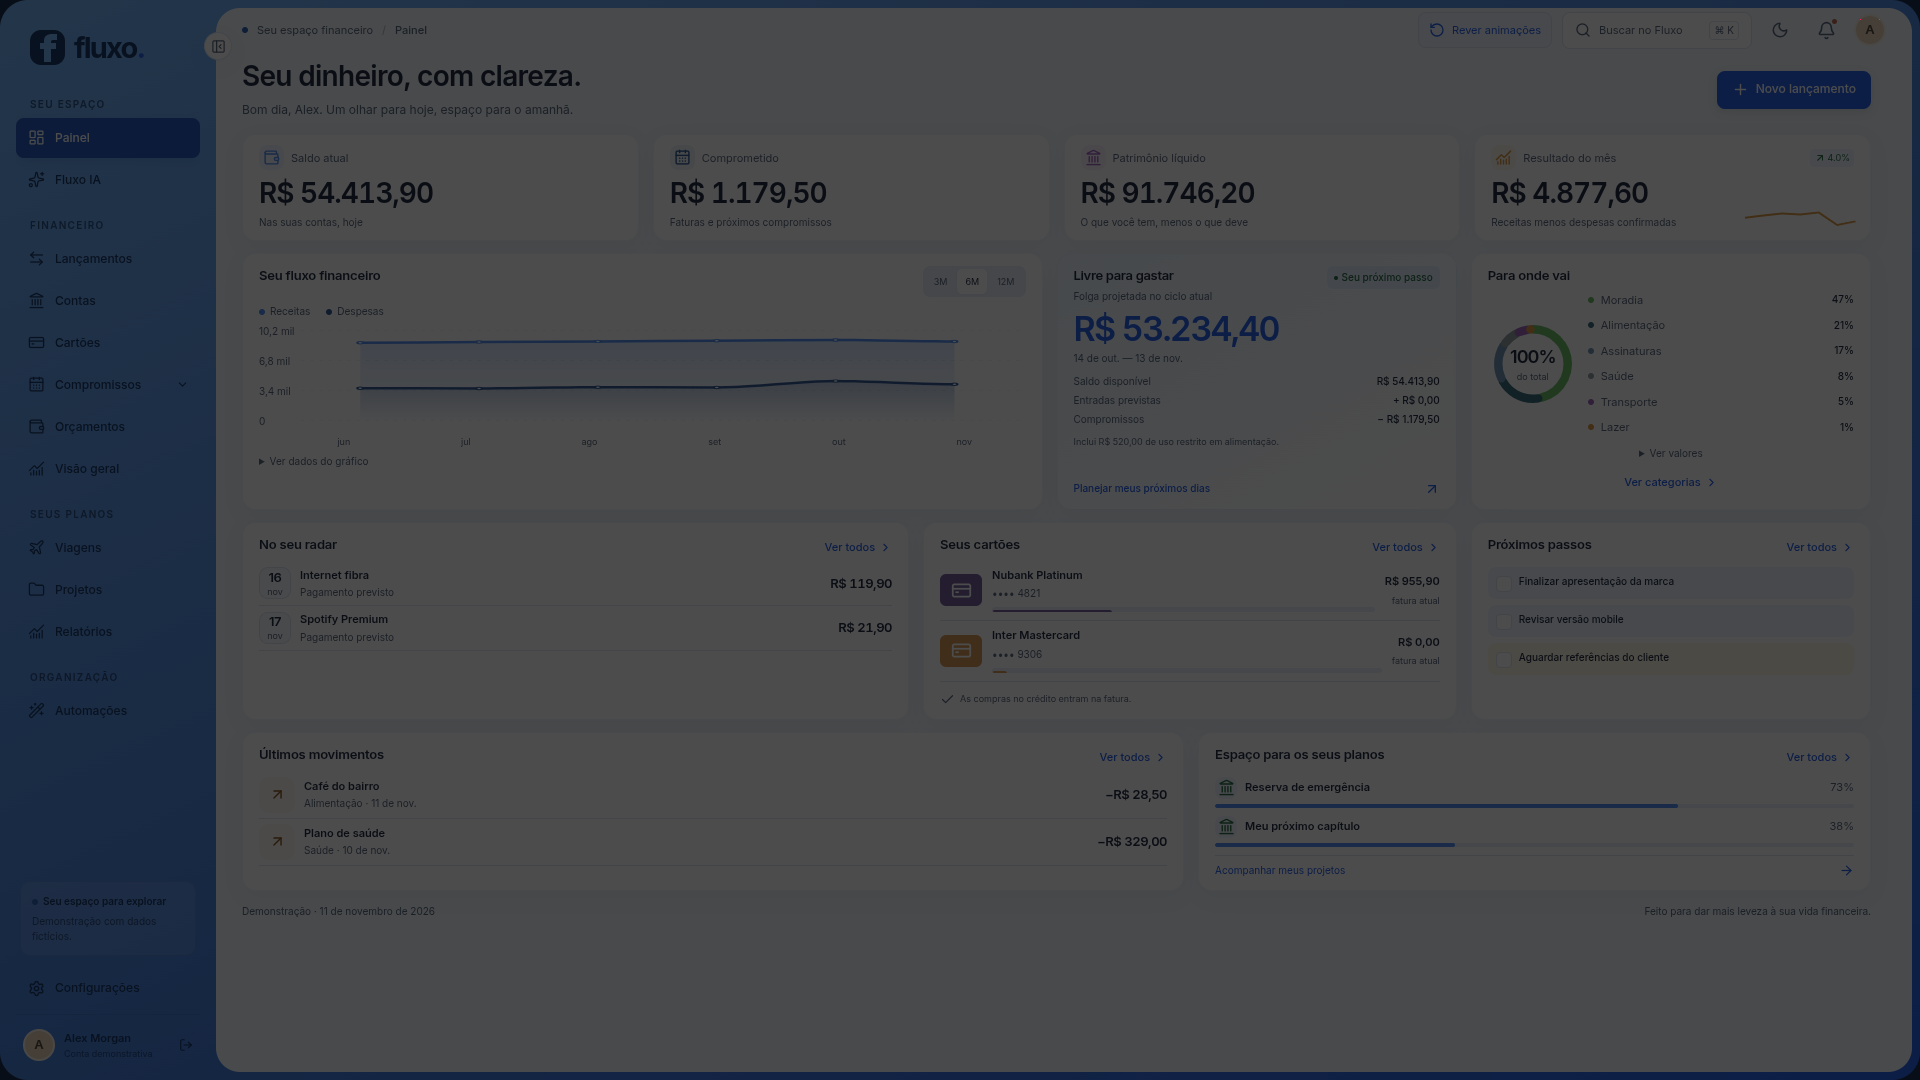 fluxo.
SEU ESPAÇO
Painel
Fluxo IA
FINANCEIRO
Lançamentos
Contas
Cartões
Compromissos
Orçamentos
Visão geral
SEUS PLANOS
Viagens
Projetos
Relatórios
ORGANIZAÇÃO
Automações
Seu espaço para explorar
Demonstração com dados
fictícios.
Configurações
A
Alex Morgan
Conta demonstrativa
Seu espaço financeiro / Painel
Rever animações
Buscar no Fluxo
⌘ K
A
Seu dinheiro, com clareza.
Bom dia, Alex. Um olhar para hoje, espaço para o amanhã.
Novo lançamento
Saldo atual
R$ 54.413,90
Nas suas contas, hoje
Comprometido
R$ 1.179,50
Faturas e próximos compromissos
Patrimônio líquido
R$ 91.746,20
O que você tem, menos o que deve
Resultado do mês
4.0%
R$ 4.877,60
Receitas menos despesas confirmadas
Seu fluxo financeiro
3M 6M 12M
Receitas Despesas
10,2 mil
6,8 mil
3,4 mil
0
jun jul ago set out nov
Ver dados do gráfico
Livre para gastar
Seu próximo passo
Folga projetada no ciclo atual
R$ 53.234,40
14 de out. — 13 de nov.
Saldo disponível R$ 54.413,90
Entradas previstas + R$ 0,00
Compromissos − R$ 1.179,50
Inclui R$ 520,00 de uso restrito em alimentação.
Planejar meus próximos dias
Para onde vai
100%
do total
Moradia 47%
Alimentação 21%
Assinaturas 17%
Saúde 8%
Transporte 5%
Lazer 1%
Ver valores
Ver categorias
No seu radar
Ver todos
16
nov
Internet fibra
Pagamento previsto
R$ 119,90
17
nov
Spotify Premium
Pagamento previsto
R$ 21,90
Seus cartões
Ver todos
Nubank Platinum
•••• 4821
R$ 955,90
fatura atual
Inter Mastercard
•••• 9306
R$ 0,00
fatura atual
As compras no crédito entram na fatura.
Próximos passos
Ver todos
Finalizar apresentação da marca
Revisar versão mobile
Aguardar referências do cliente
Últimos movimentos
Ver todos
Café do bairro
Alimentação · 11 de nov.
−R$ 28,50
Plano de saúde
Saúde · 10 de nov.
−R$ 329,00
Espaço para os seus planos
Ver todos
Reserva de emergência 73%
Meu próximo capítulo 38%
Acompanhar meus projetos
Demonstração · 11 de novembro de 2026
Feito para dar mais leveza à sua vida financeira.